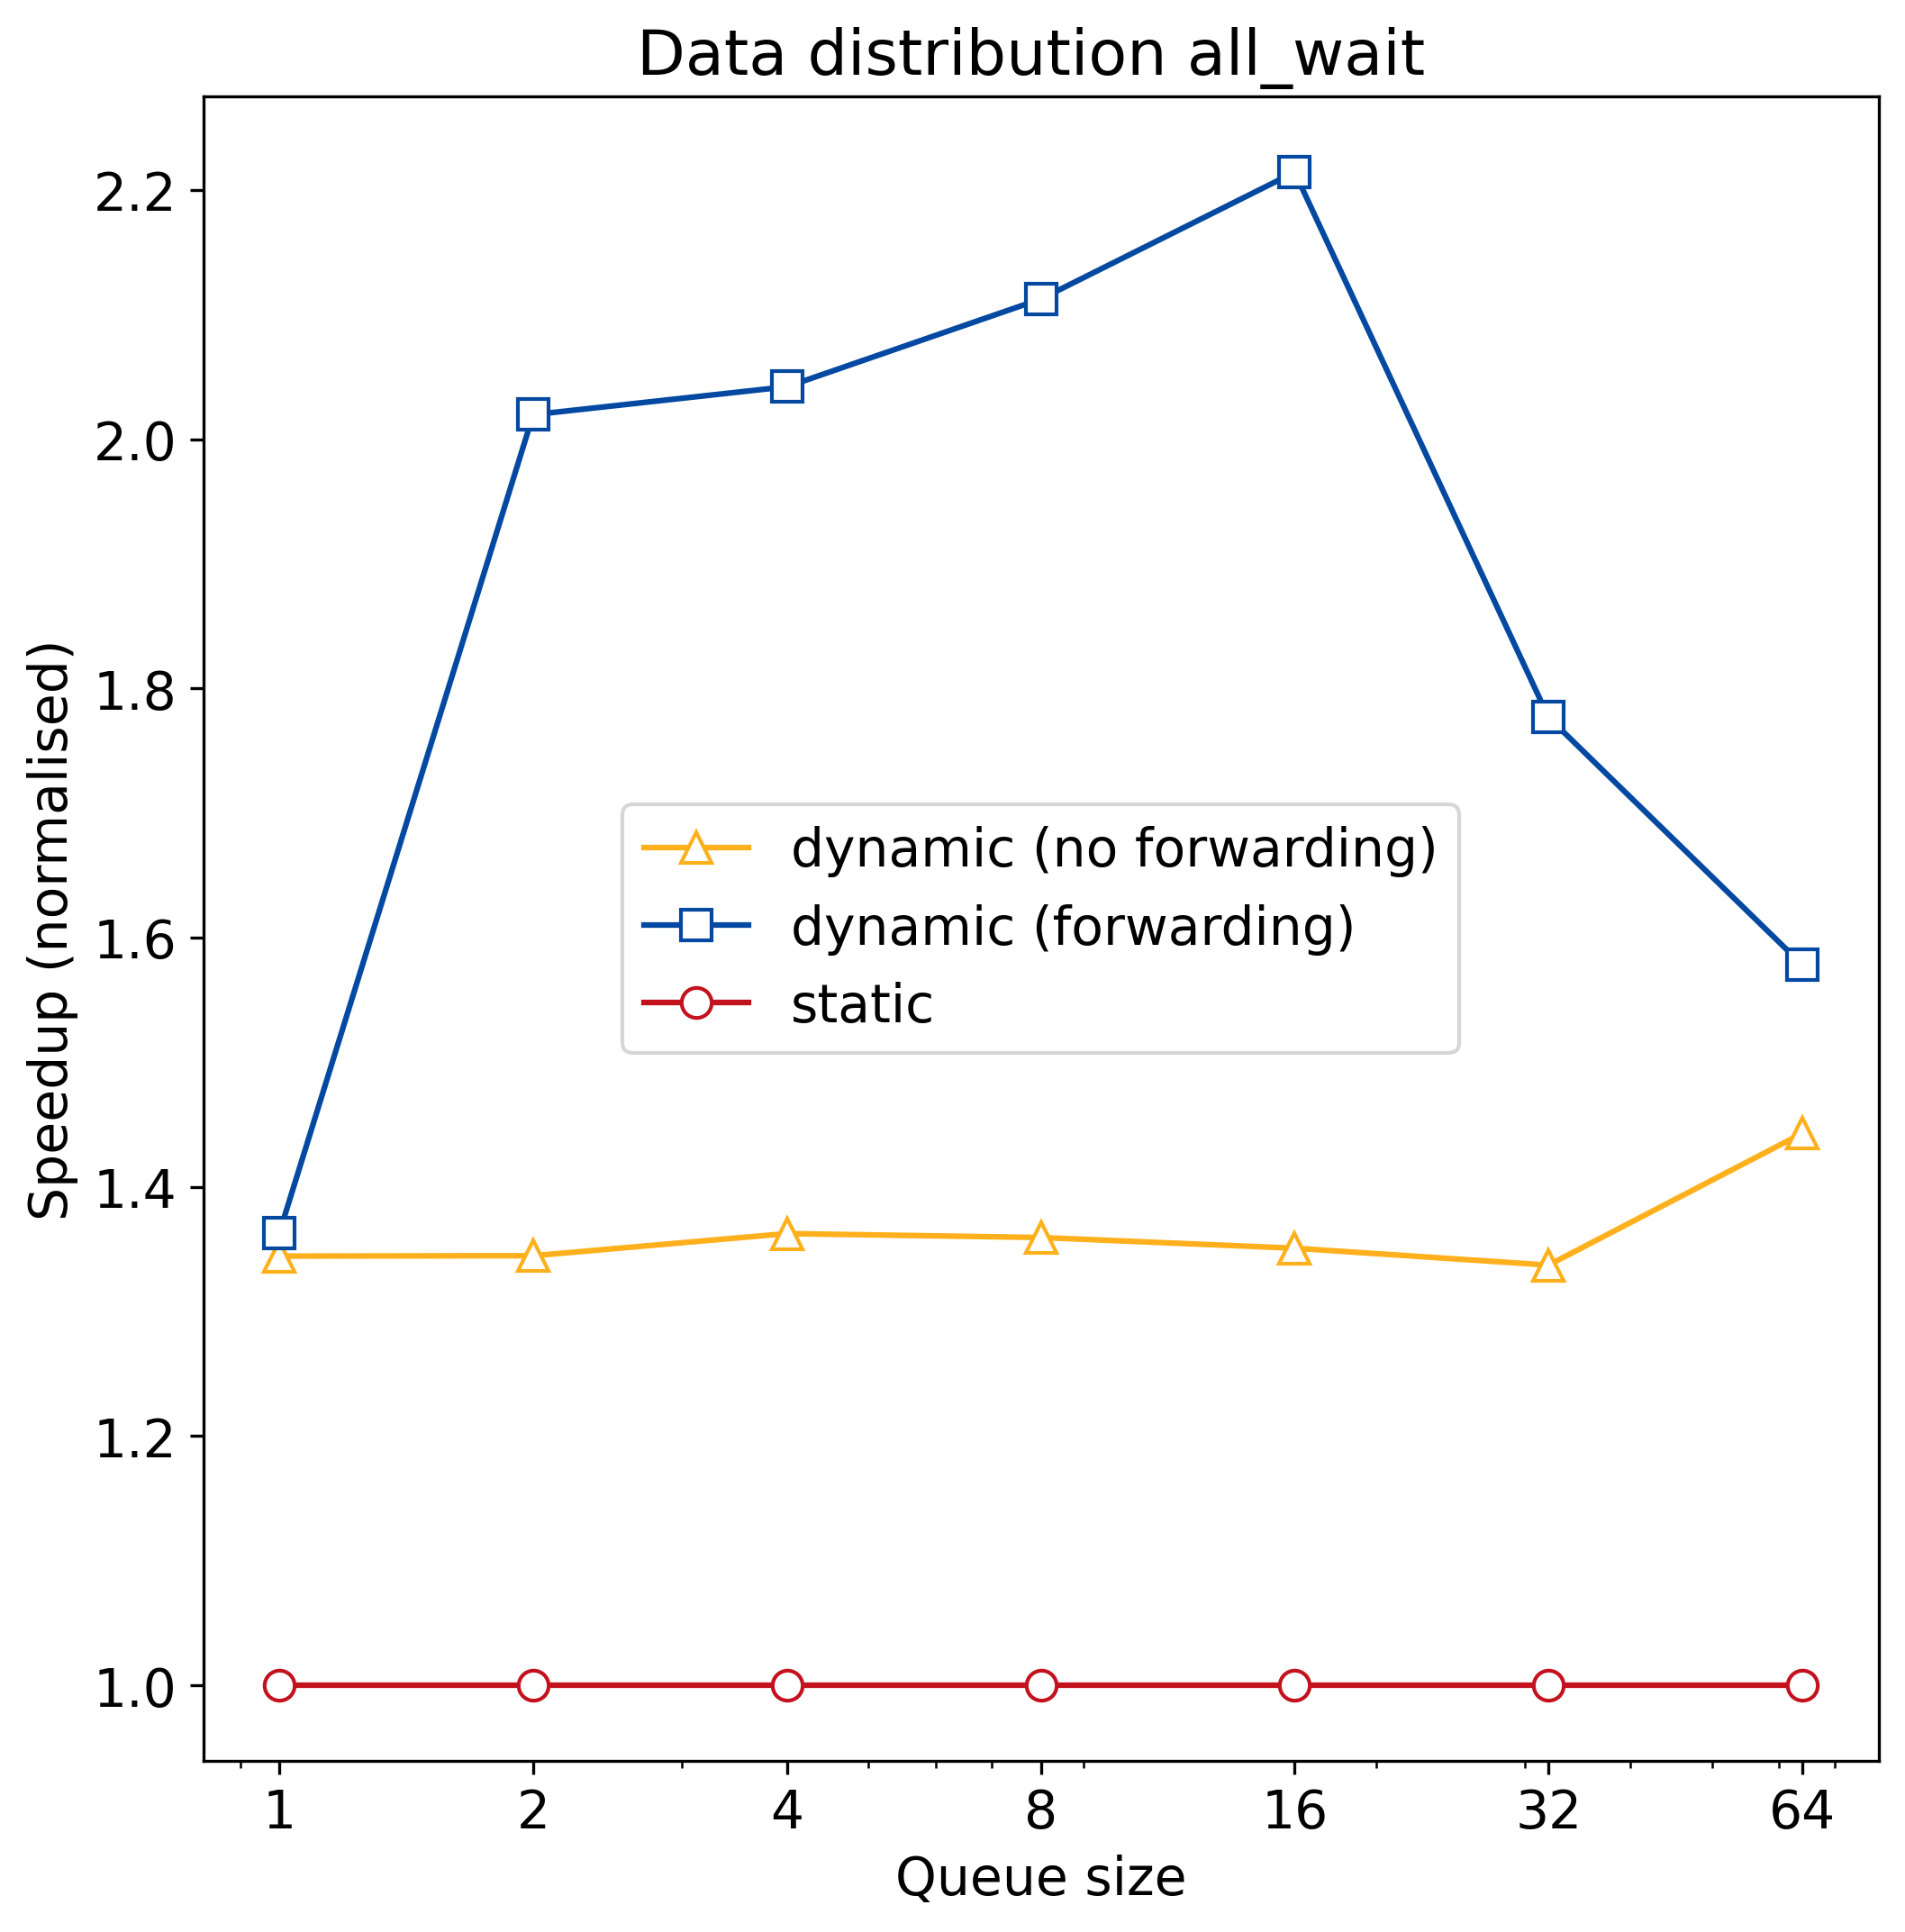 Data distribution all_wait
Speedup (normalised)
2.2
2.0
1.8
1.6
1.4
1.2
1.0
dynamic (no forwarding)
dynamic (forwarding)
static
1 2 4 8 16 32 64
Queue size